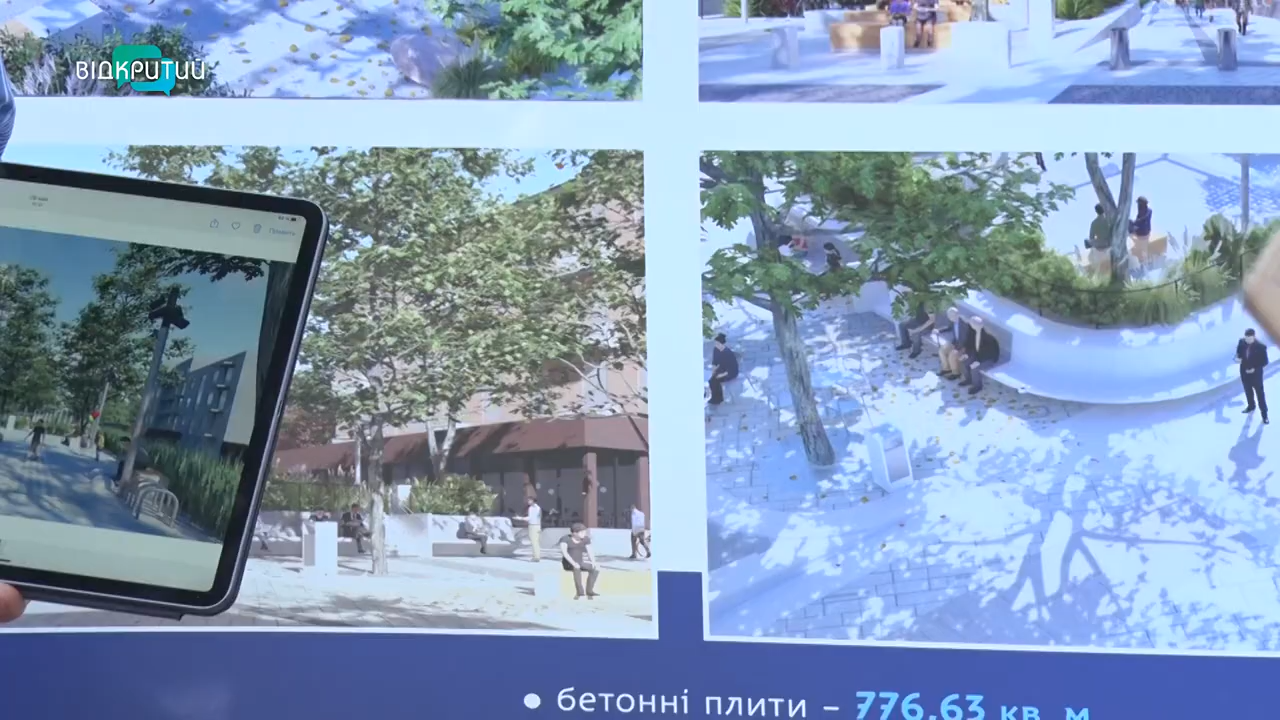 ВІДКРИТИЙ
• бетонні плити – 776,63 кв. м